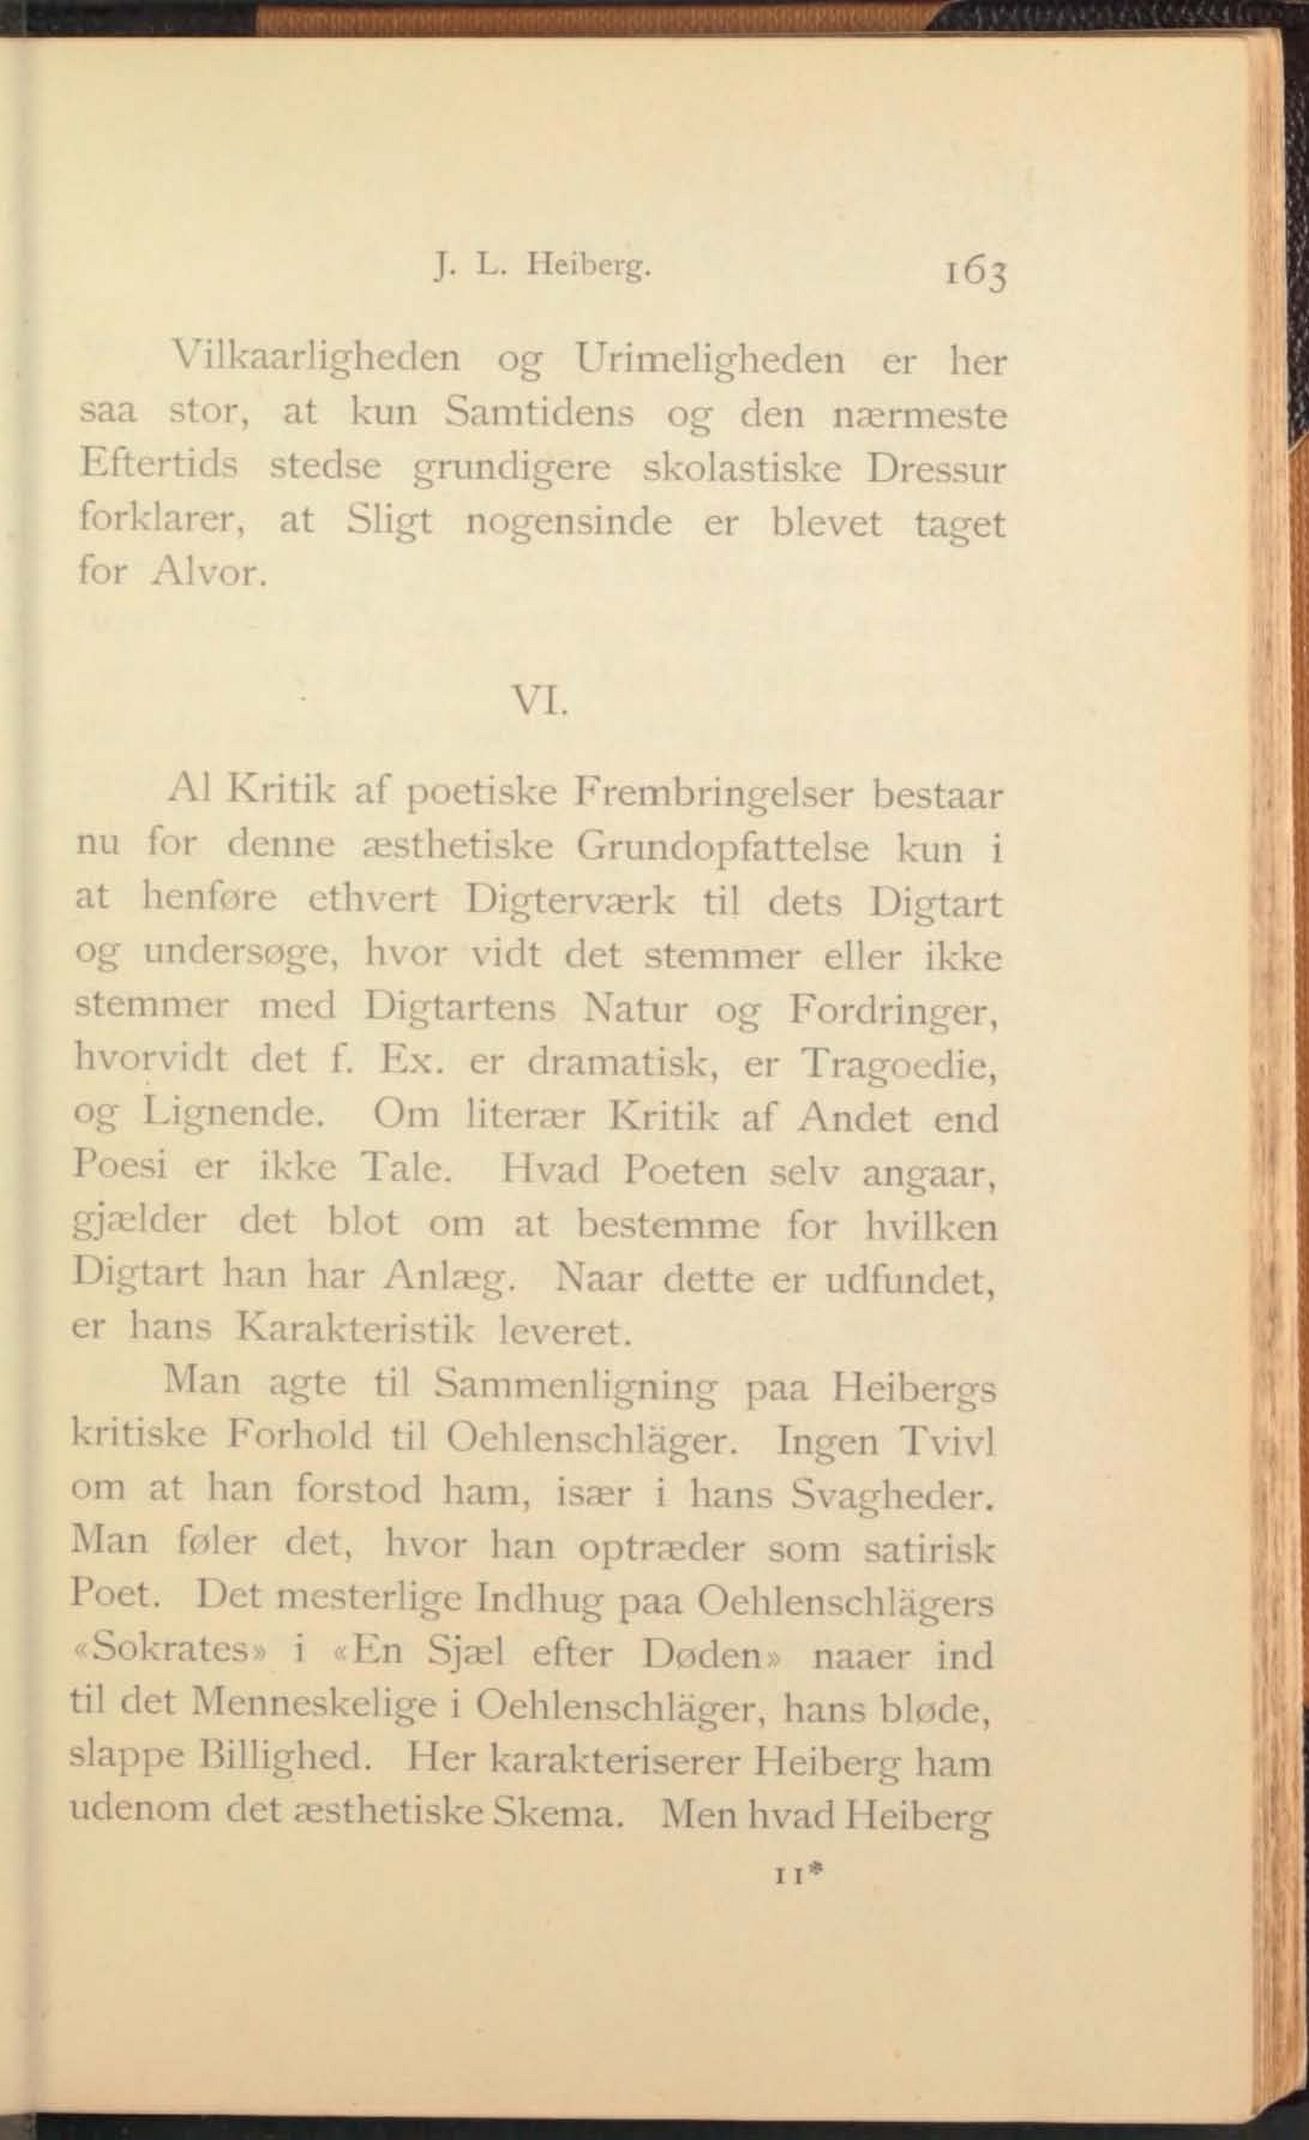 J. L. Heiberg. 163
Vilkaarligheden og Urimeligheden er her
saa stor, at kun Samtidens og den nærmeste
Eftertids stedse grundigere skolastiske Dressur
forklarer, at Sligt nogensinde er blevet taget
for Alvor.
VI.
Al Kritik af poetiske Frembringelser bestaar
nu for denne æsthetiske Grundopfattelse kun i
at henføre ethvert Digterværk til dets Digtart
og undersøge, hvor vidt det stemmer eller ikke
stemmer med Digtartens Natur og Fordringer,
hvorvidt det f. Ex. er dramatisk, er Tragoedie,
og Lignende. Om literær Kritik af Andet end
Poesi er ikke Tale. Hvad Poeten selv angaar,
gjælder det blot om at bestemme for hvilken
Digtart han har Anlæg. Naar dette er udfundet,
er hans Karakteristik leveret.
Man agte til Sammenligning paa Heibergs
kritiske Forhold til Oehlenschläger. Ingen Tvivl
om at han forstod ham, især i hans Svagheder.
Man føler det, hvor han optræder som satirisk
Poet. Det mesterlige Indhug paa Oehlenschlägers
«Sokrates» i «En Sjæl efter Døden» naaer ind
til det Menneskelige i Oehlenschläger, hans bløde,
slappe Billighed. Her karakteriserer Heiberg ham
udenom det æsthetiske Skema. Men hvad Heiberg
11*